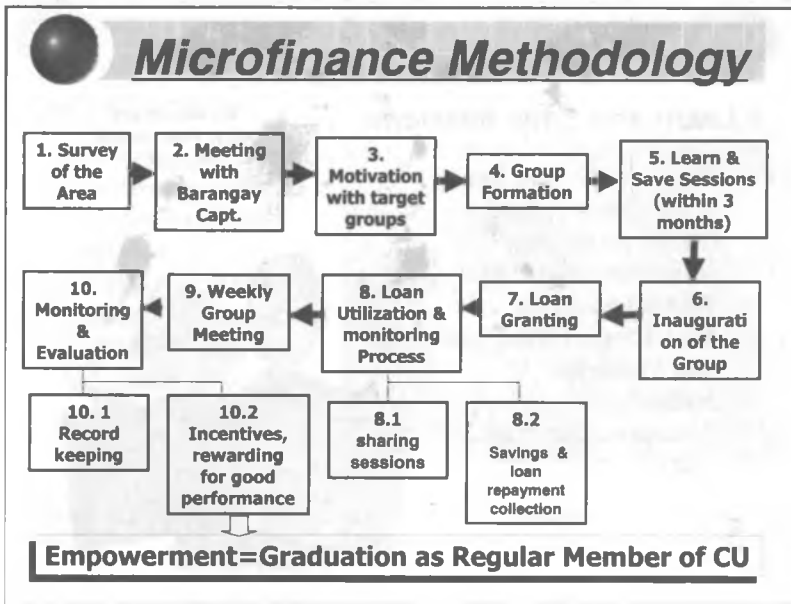 Microfinance Methodology
1. Survey
of the
Area
2. Meeting
with
Barangay
Capt.
3.
Motivation
with target
groups
4. Group
Formation
5. Learn &
Save Sessions
(within 3
months)
6.
Inaugurati
on of the
Group
7. Loan
Granting
8. Loan
Utilization &
monitoring
Process
9. Weekly
Group
Meeting
10.
Monitoring
&
Evaluation
10. 1
Record
keeping
10.2
Incentives,
rewarding
for good
performance
8.1
sharing
sessions
8.2
Savings &
loan
repayment
collection
Empowerment=Graduation as Regular Member of CU